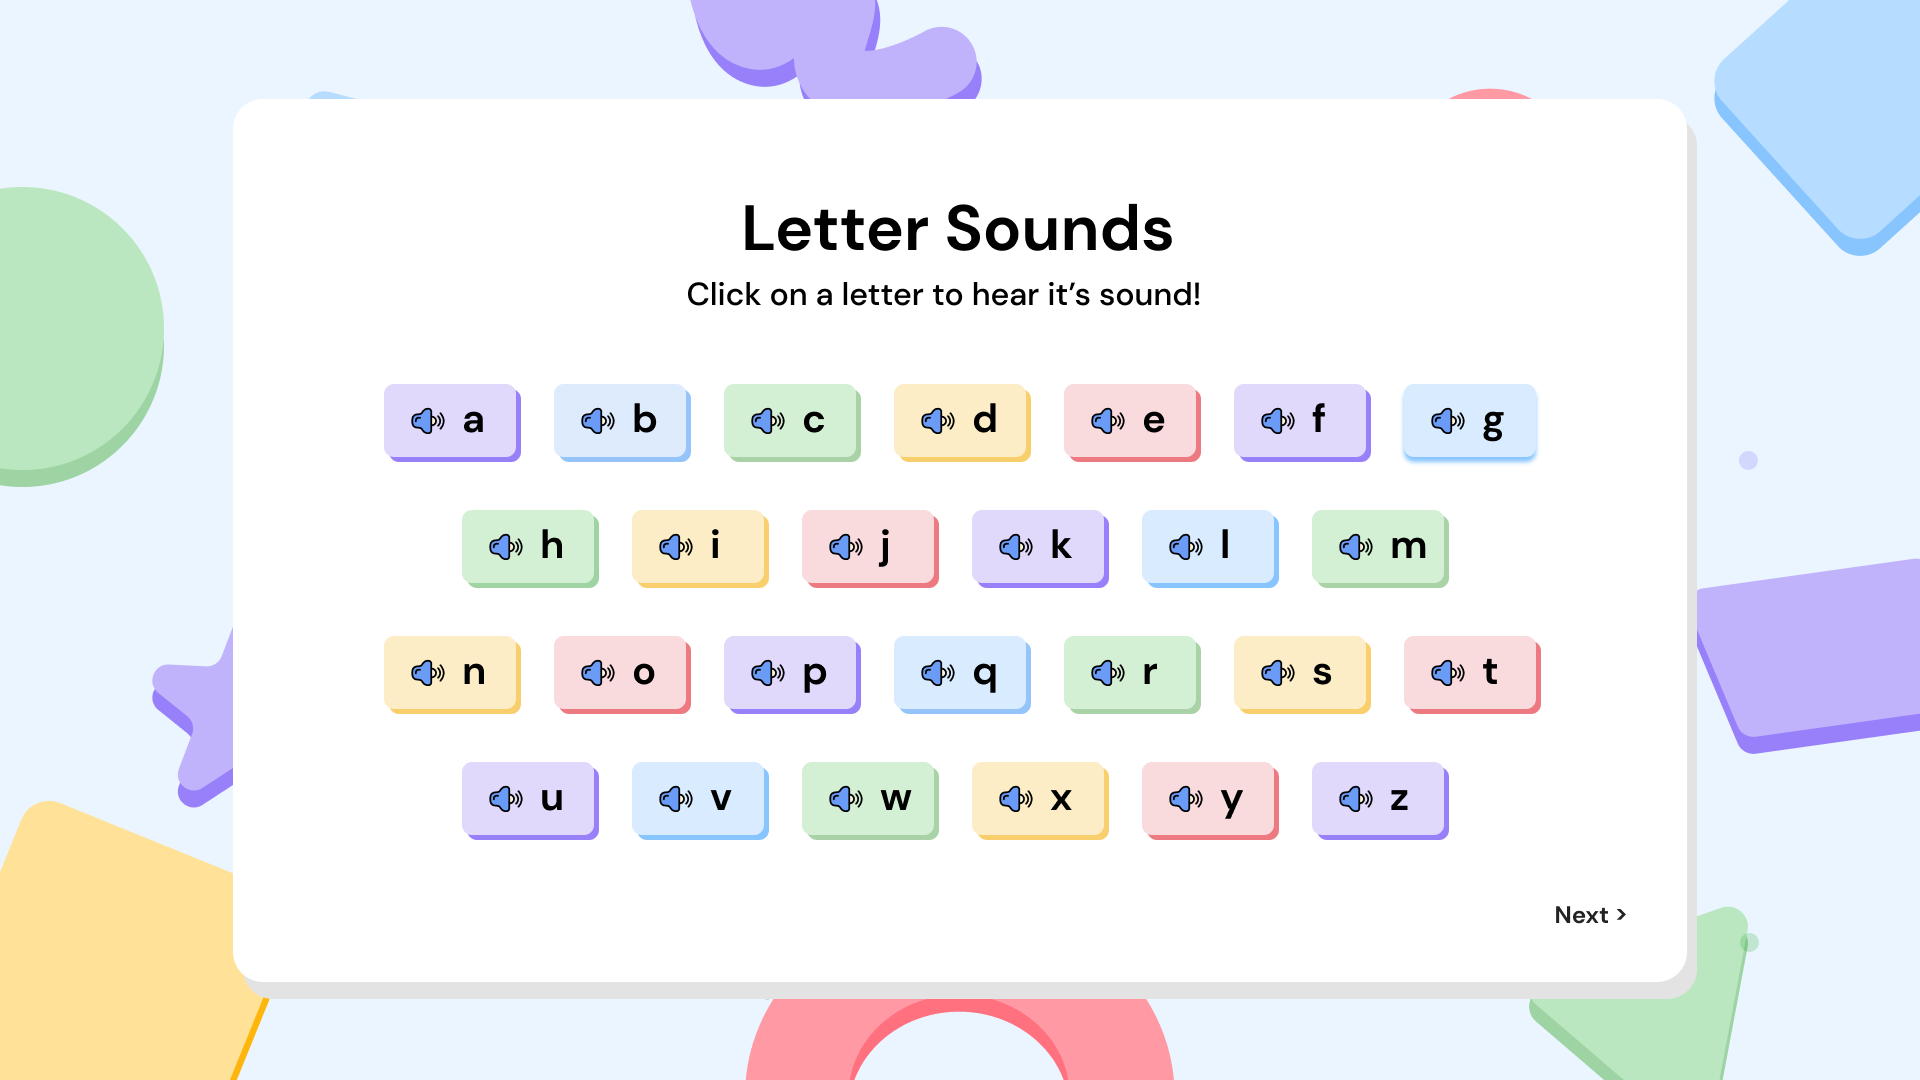 Letter Sounds
Click on a letter to hear it’s sound!
a b c d e f g
h i j k l m
n o p q r s t
u v w x y z
Next >